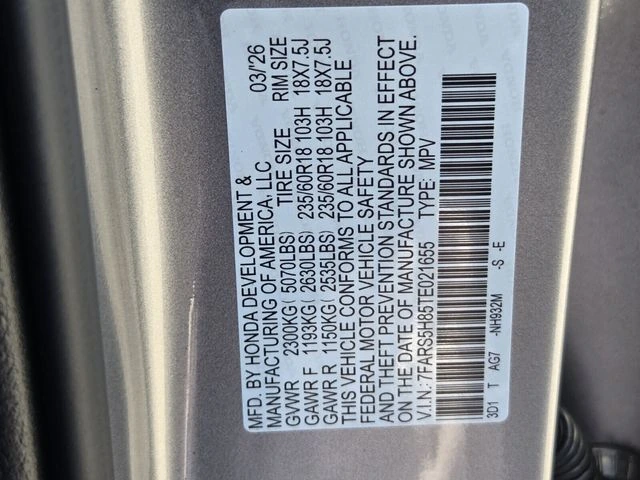 MFD. BY HONDA DEVELOPMENT & 03/'26
MANUFACTURING OF AMERICA, LLC
TIRE SIZE RIM SIZE
GVWR 2300KG( 5070LBS) 235/60R18 103H 18X7.5J
GAWR F 1193KG( 2630LBS) 235/60R18 103H 18X7.5J
GAWR R 1150KG( 2535LBS)
THIS VEHICLE CONFORMS TO ALL APPLICABLE
FEDERAL MOTOR VEHICLE SAFETY
AND THEFT PREVENTION STANDARDS IN EFFECT
ON THE DATE OF MANUFACTURE SHOWN ABOVE.
V.I.N.: 7FARS5H85TE021655 TYPE: MPV
3D1 T AG7 -NH932M -S -E